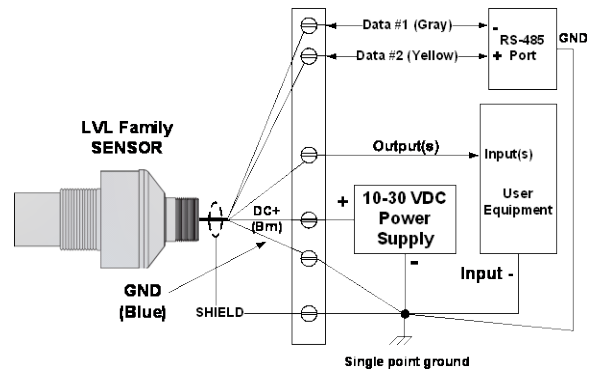 Data #1 (Gray)
-
RS-485
GND
Data #2 (Yellow)
+ Port
LVL Family
SENSOR
Output(s)
Input(s)
User
Equipment
DC+
(Brn)
+
10-30 VDC
Power
Supply
-
Input -
GND
(Blue)
SHIELD
Single point ground